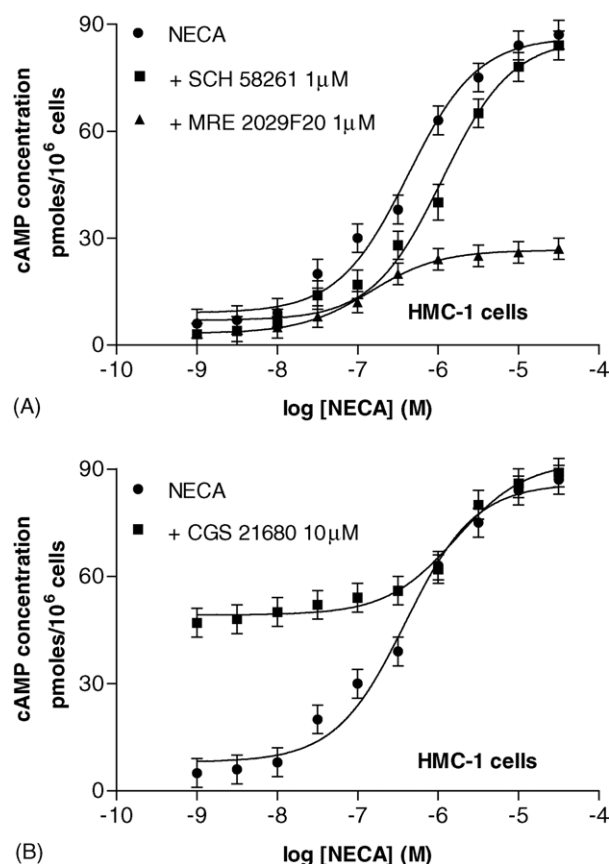 90
60
30
0
cAMP concentration
pmoles/10⁶ cells
NECA
+ SCH 58261 1μM
+ MRE 2029F20 1μM
HMC-1 cells
-10 -9 -8 -7 -6 -5 -4
(A)
log [NECA] (M)
90
60
30
0
cAMP concentration
pmoles/10⁶ cells
NECA
+ CGS 21680 10μM
HMC-1 cells
-10 -9 -8 -7 -6 -5 -4
(B)
log [NECA] (M)